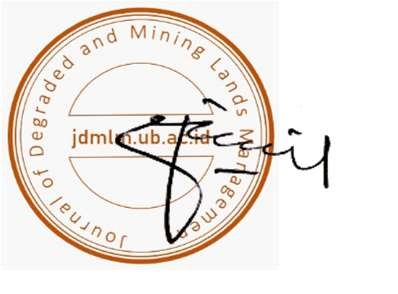 Journal of Degraded and Mining Lands Management
jdmlm.ub.ac.id